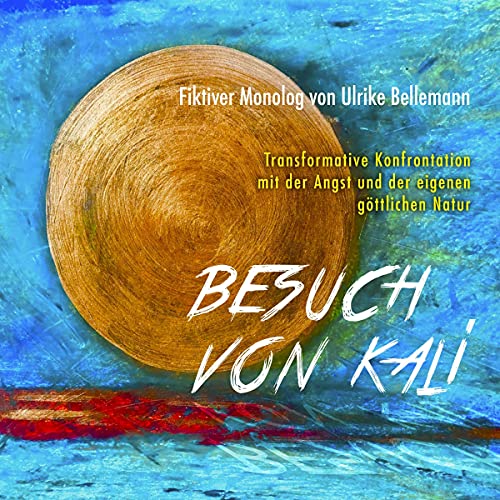 Fiktiver Monolog von Ulrike Bellemann
Transformative Konfrontation
mit der Angst und der eigenen
göttlichen Natur
BESUCH
VON KALi